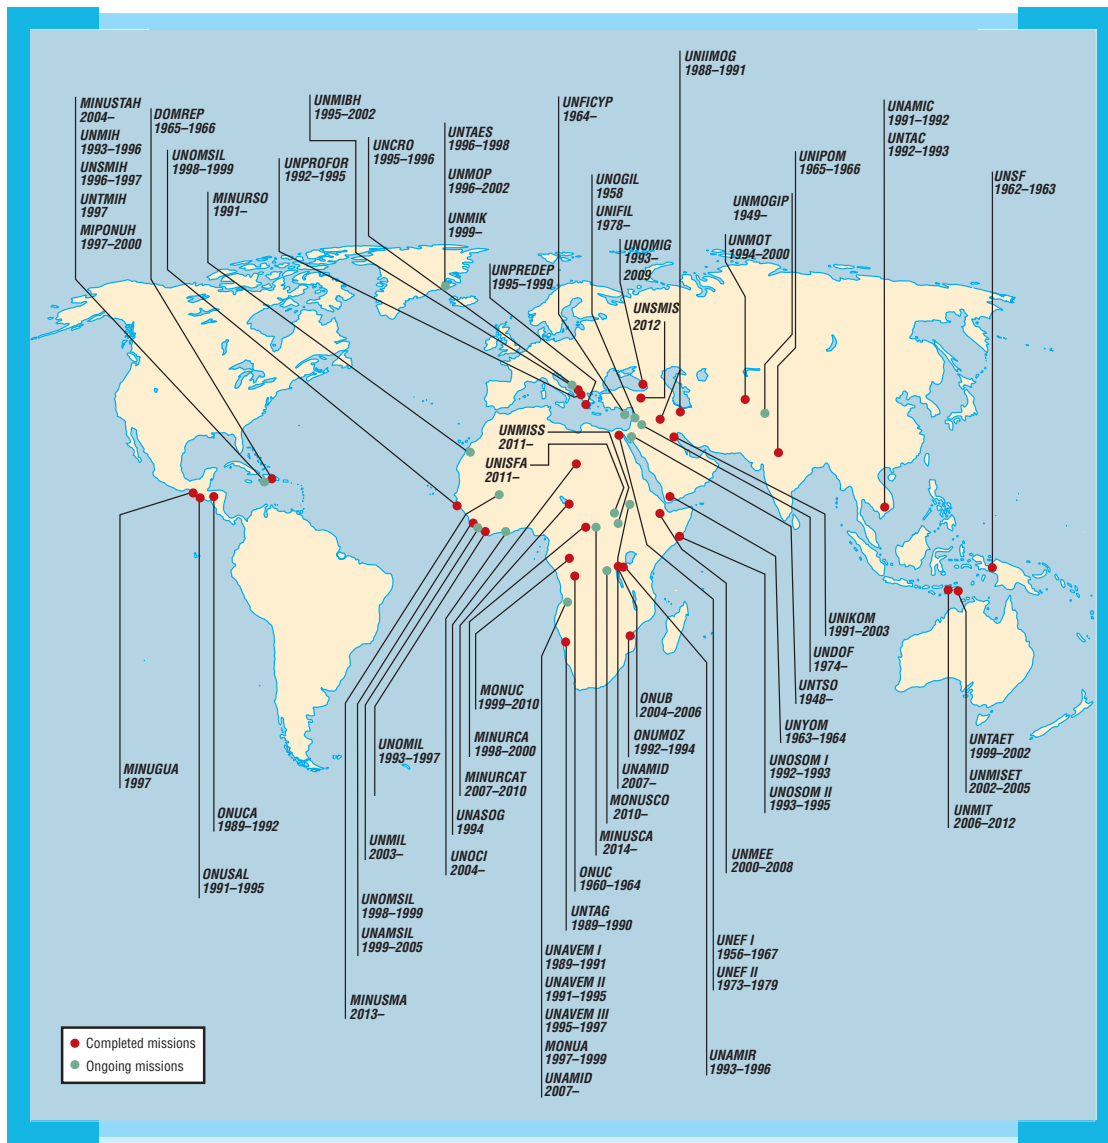 UNIIMOG
1988–1991
MINUSTAH
2004–
UNMIH
1993–1996
UNSMIH
1996–1997
UNTMIH
1997
MIPONUH
1997–2000
DOMREP
1965–1966
UNOMSIL
1998–1999
MINURSO
1991–
UNPROFOR
1992–1995
UNMIBH
1995–2002
UNCRO
1995–1996
UNTAES
1996–1998
UNMOP
1996–2002
UNMIK
1999–
UNPREDEP
1995–1999
UNFICYP
1964–
UNOGIL
1958
UNIFIL
1978–
UNOMIG
1993–
2009
UNSMIS
2012
UNMOGIP
1949–
UNMOT
1994–2000
UNIPOM
1965–1966
UNAMIC
1991–1992
UNTAC
1992–1993
UNSF
1962–1963
UNMISS
2011–
UNISFA
2011–
UNIKOM
1991–2003
UNDOF
1974–
UNTSO
1948–
UNYOM
1963–1964
UNOSOM I
1992–1993
UNOSOM II
1993–1995
UNTAET
1999–2002
UNMISET
2002–2005
UNMIT
2006–2012
MINUGUA
1997
ONUCA
1989–1992
ONUSAL
1991–1995
UNOMIL
1993–1997
UNMIL
2003–
UNOMSIL
1998–1999
UNAMSIL
1999–2005
MINUSMA
2013–
MONUC
1999–2010
MINURCA
1998–2000
MINURCAT
2007–2010
UNASOG
1994
UNOCI
2004–
ONUB
2004–2006
ONUMOZ
1992–1994
UNAMID
2007–
MONUSCO
2010–
MINUSCA
2014–
ONUC
1960–1964
UNTAG
1989–1990
UNAVEM I
1989–1991
UNAVEM II
1991–1995
UNAVEM III
1995–1997
MONUA
1997–1999
UNAMID
2007–
UNMEE
2000–2008
UNEF I
1956–1967
UNEF II
1973–1979
UNAMIR
1993–1996
Completed missions
Ongoing missions